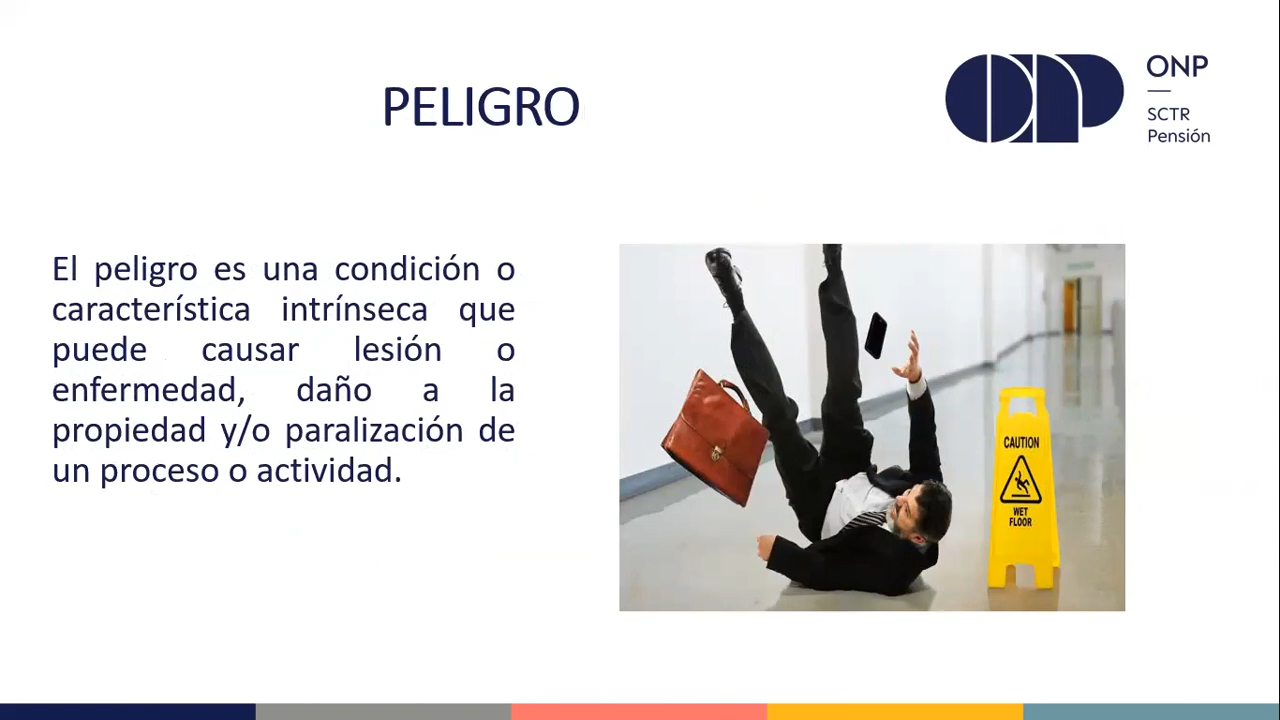 PELIGRO
ONP
SCTR
Pensión
El peligro es una condición o
característica intrínseca que
puede causar lesión o
enfermedad, daño a la
propiedad y/o paralización de
un proceso o actividad.
CAUTION
WET
FLOOR